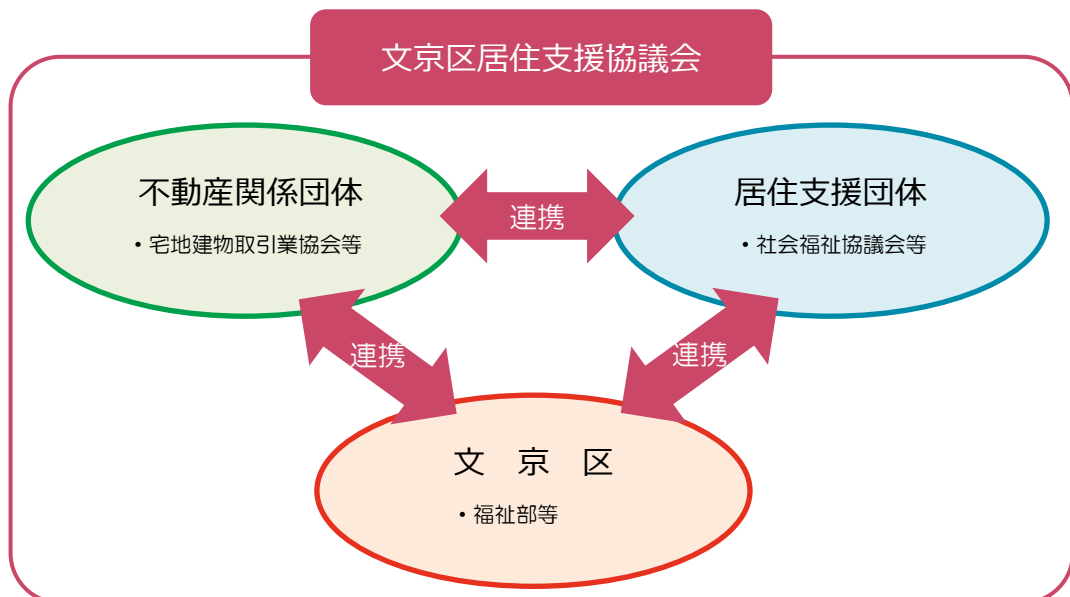 文京区居住支援協議会
不動産関係団体
・宅地建物取引業協会等
連携
居住支援団体
・社会福祉協議会等
連携
連携
文　京　区
・福祉部等